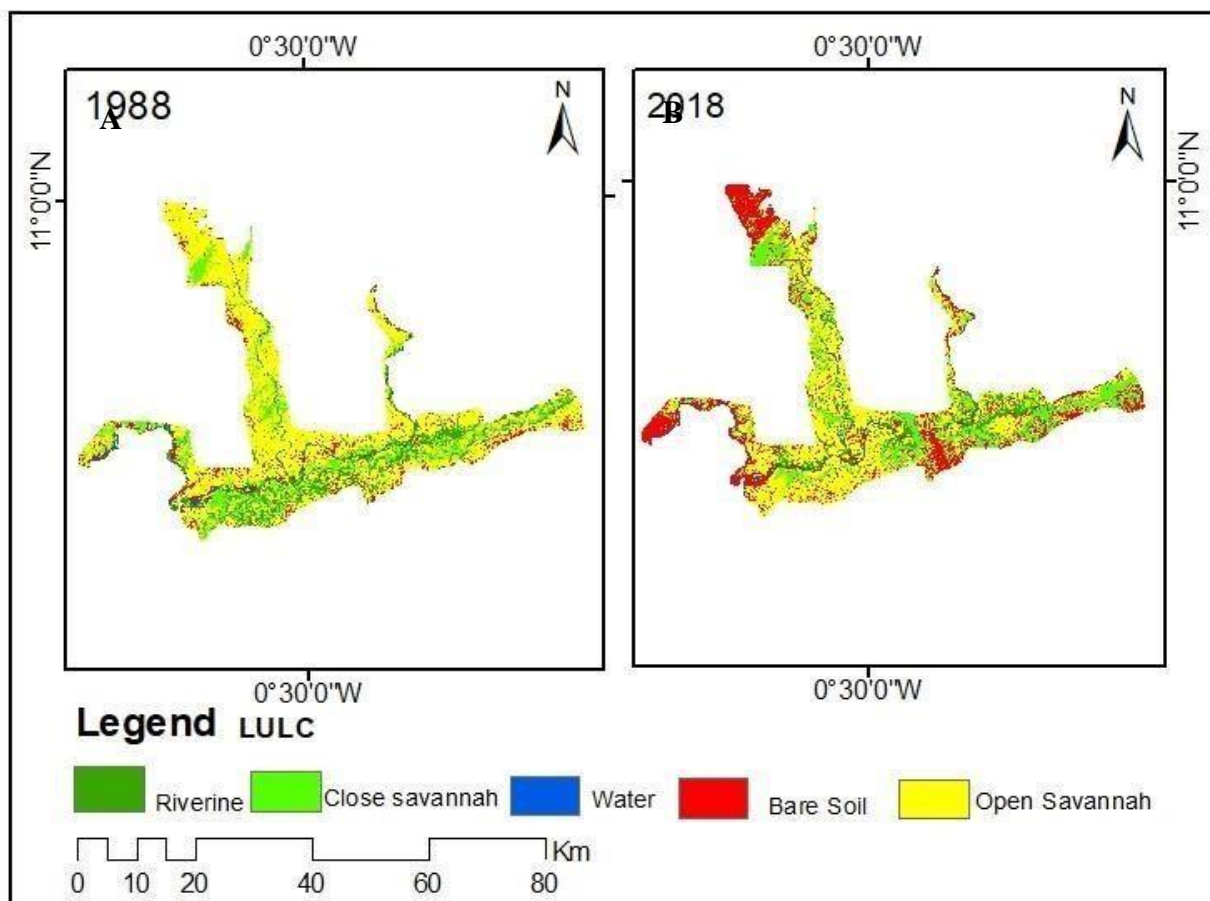 0°30'0"W
0°30'0"W
1988
A
N
2018
B
N
11°0'0"N
11°0'0"N
0°30'0"W
0°30'0"W
Legend LULC
Riverine
Close savannah
Water
Bare Soil
Open Savannah
Km
0 10 20 40 60 80